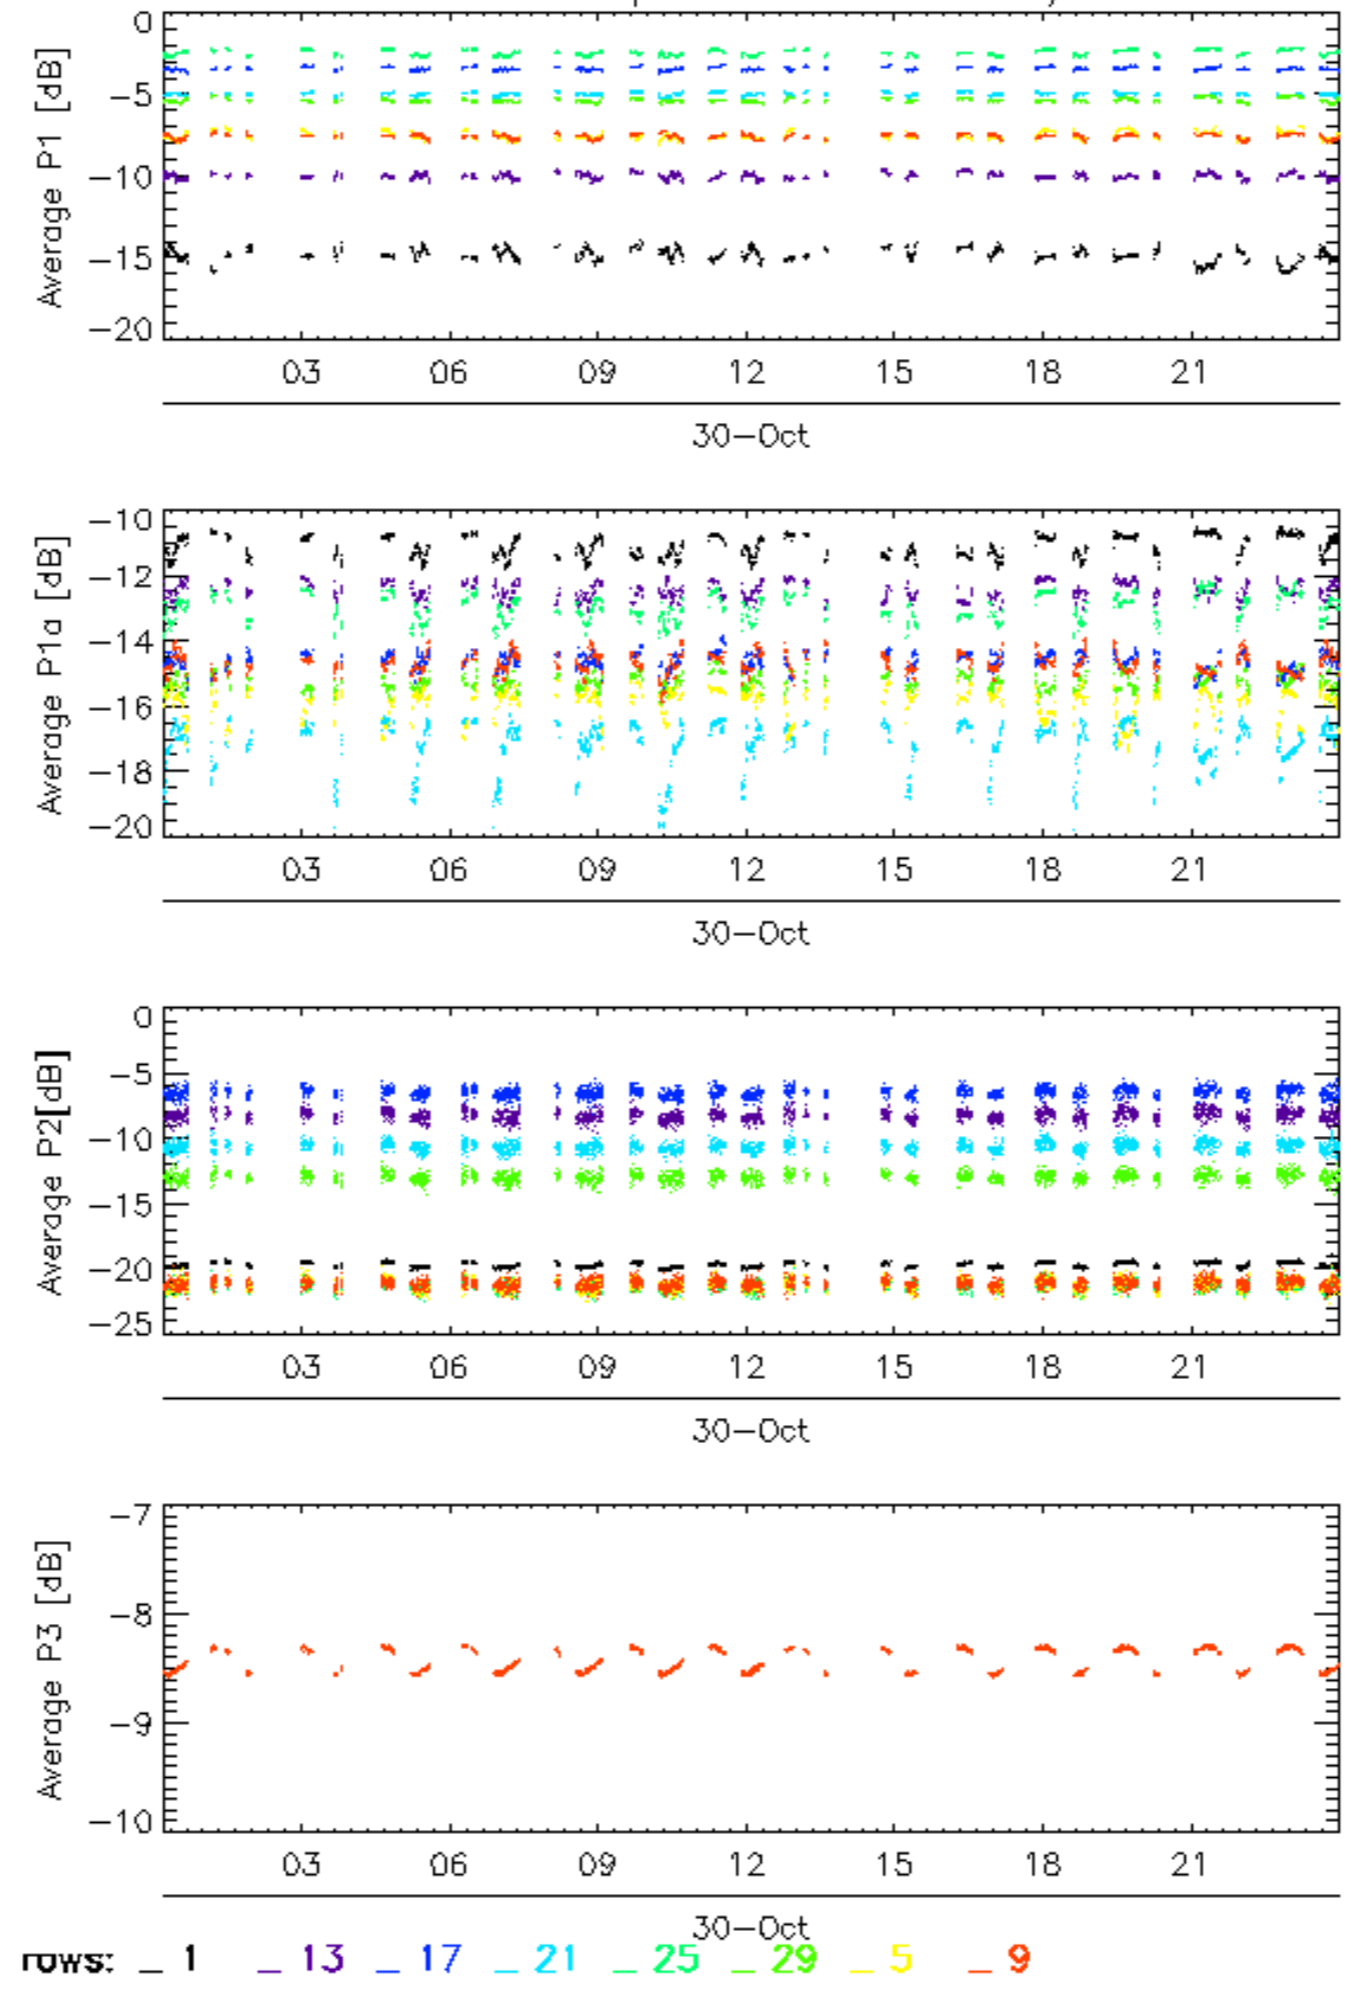 0
−5
−10
−15
−20
Average P1 [dB]
03 06 09 12 15 18 21
30−Oct
−10
−12
−14
−16
−18
−20
Average P1a [dB]
03 06 09 12 15 18 21
30−Oct
0
−5
−10
−15
−20
−25
Average P2[dB]
03 06 09 12 15 18 21
30−Oct
−7
−8
−9
−10
Average P3 [dB]
03 06 09 12 15 18 21
30−Oct
rows: _ 1 _ 13 _ 17 _ 21 _ 25 _ 29 _ 5 _ 9